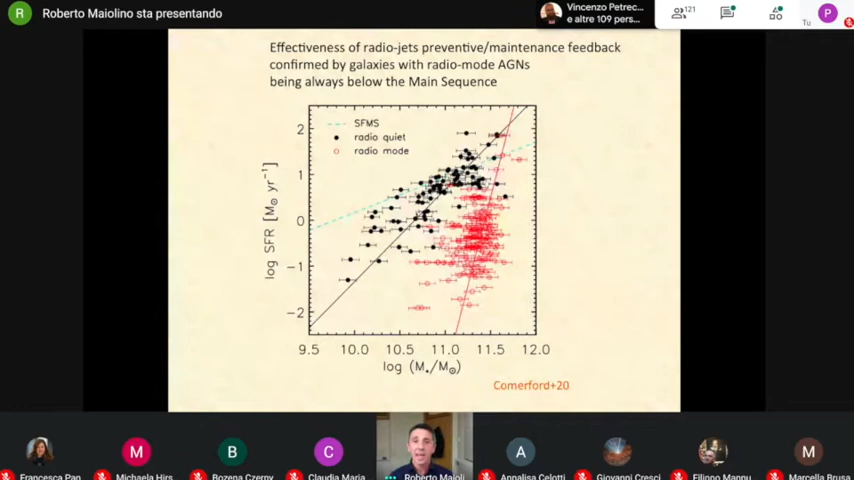 R Roberto Maiolino sta presentando
Vincenzo Petrec...
e altre 109 pers...
121
Tu
P
Effectiveness of radio-jets preventive/maintenance feedback
confirmed by galaxies with radio-mode AGNs
being always below the Main Sequence
SFMS
radio quiet
radio mode
log SFR [M⊙ yr⁻¹]
2
1
0
−1
−2
9.5 10.0 10.5 11.0 11.5 12.0
log (M⋆/M⊙)
Comerford+20
M B C A M
Francesca Pan
Michaela Hirs
Bozena Czerny
Claudia Maria
Roberto Maioli
Annalisa Celotti
Giovanni Cresci
Filippo Mannu
Marcella Brusa